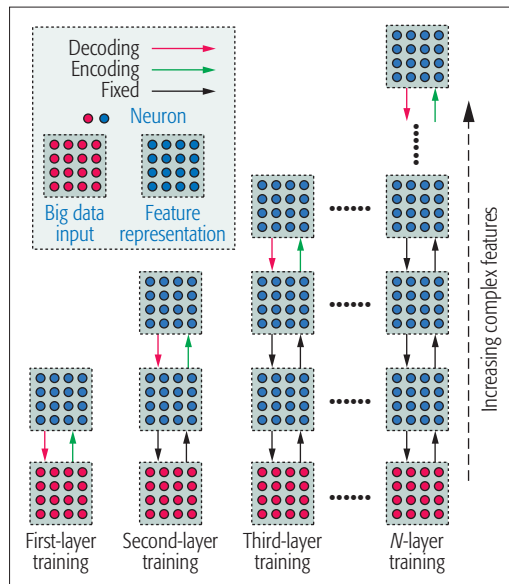 Decoding
Encoding
Fixed
Neuron
Big data
input
Feature
representation
Increasing complex features
First-layer
training
Second-layer
training
Third-layer
training
N-layer
training